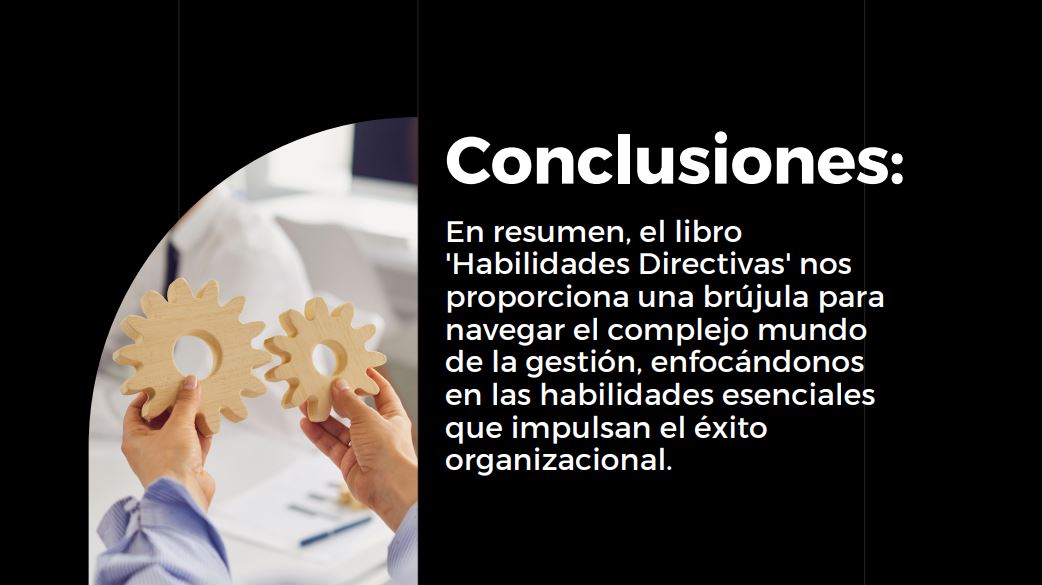 Conclusiones:
En resumen, el libro
'Habilidades Directivas' nos
proporciona una brújula para
navegar el complejo mundo
de la gestión, enfocándonos
en las habilidades esenciales
que impulsan el éxito
organizacional.